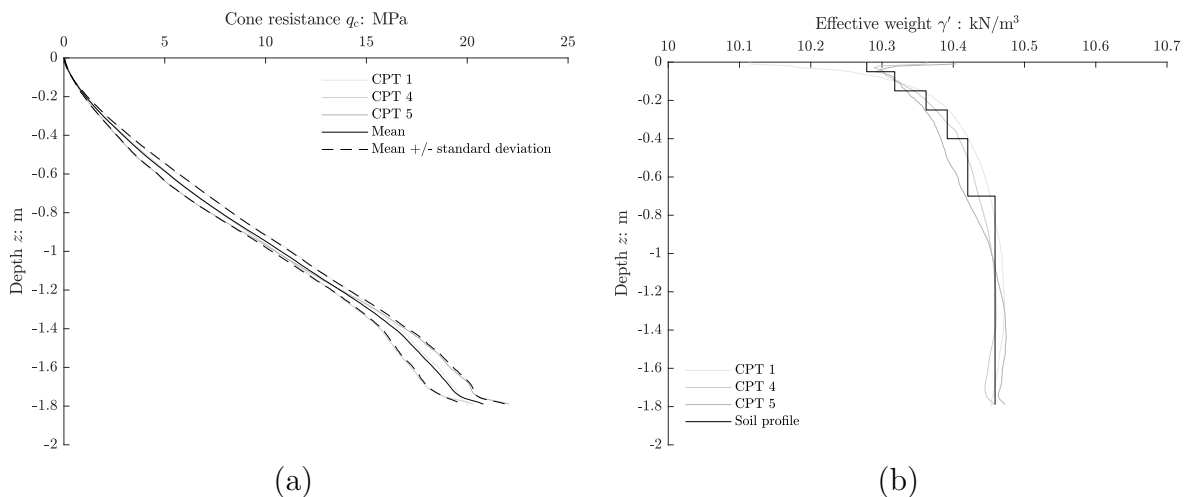 Cone resistance qc: MPa
0 5 10 15 20 25
0
-0.2
-0.4
-0.6
-0.8
-1
-1.2
-1.4
-1.6
-1.8
-2
Depth z: m
CPT 1
CPT 4
CPT 5
Mean
Mean +/- standard deviation
(a)
Effective weight γ′ : kN/m³
10 10.1 10.2 10.3 10.4 10.5 10.6 10.7
0
-0.2
-0.4
-0.6
-0.8
-1
-1.2
-1.4
-1.6
-1.8
-2
Depth z: m
CPT 1
CPT 4
CPT 5
Soil profile
(b)